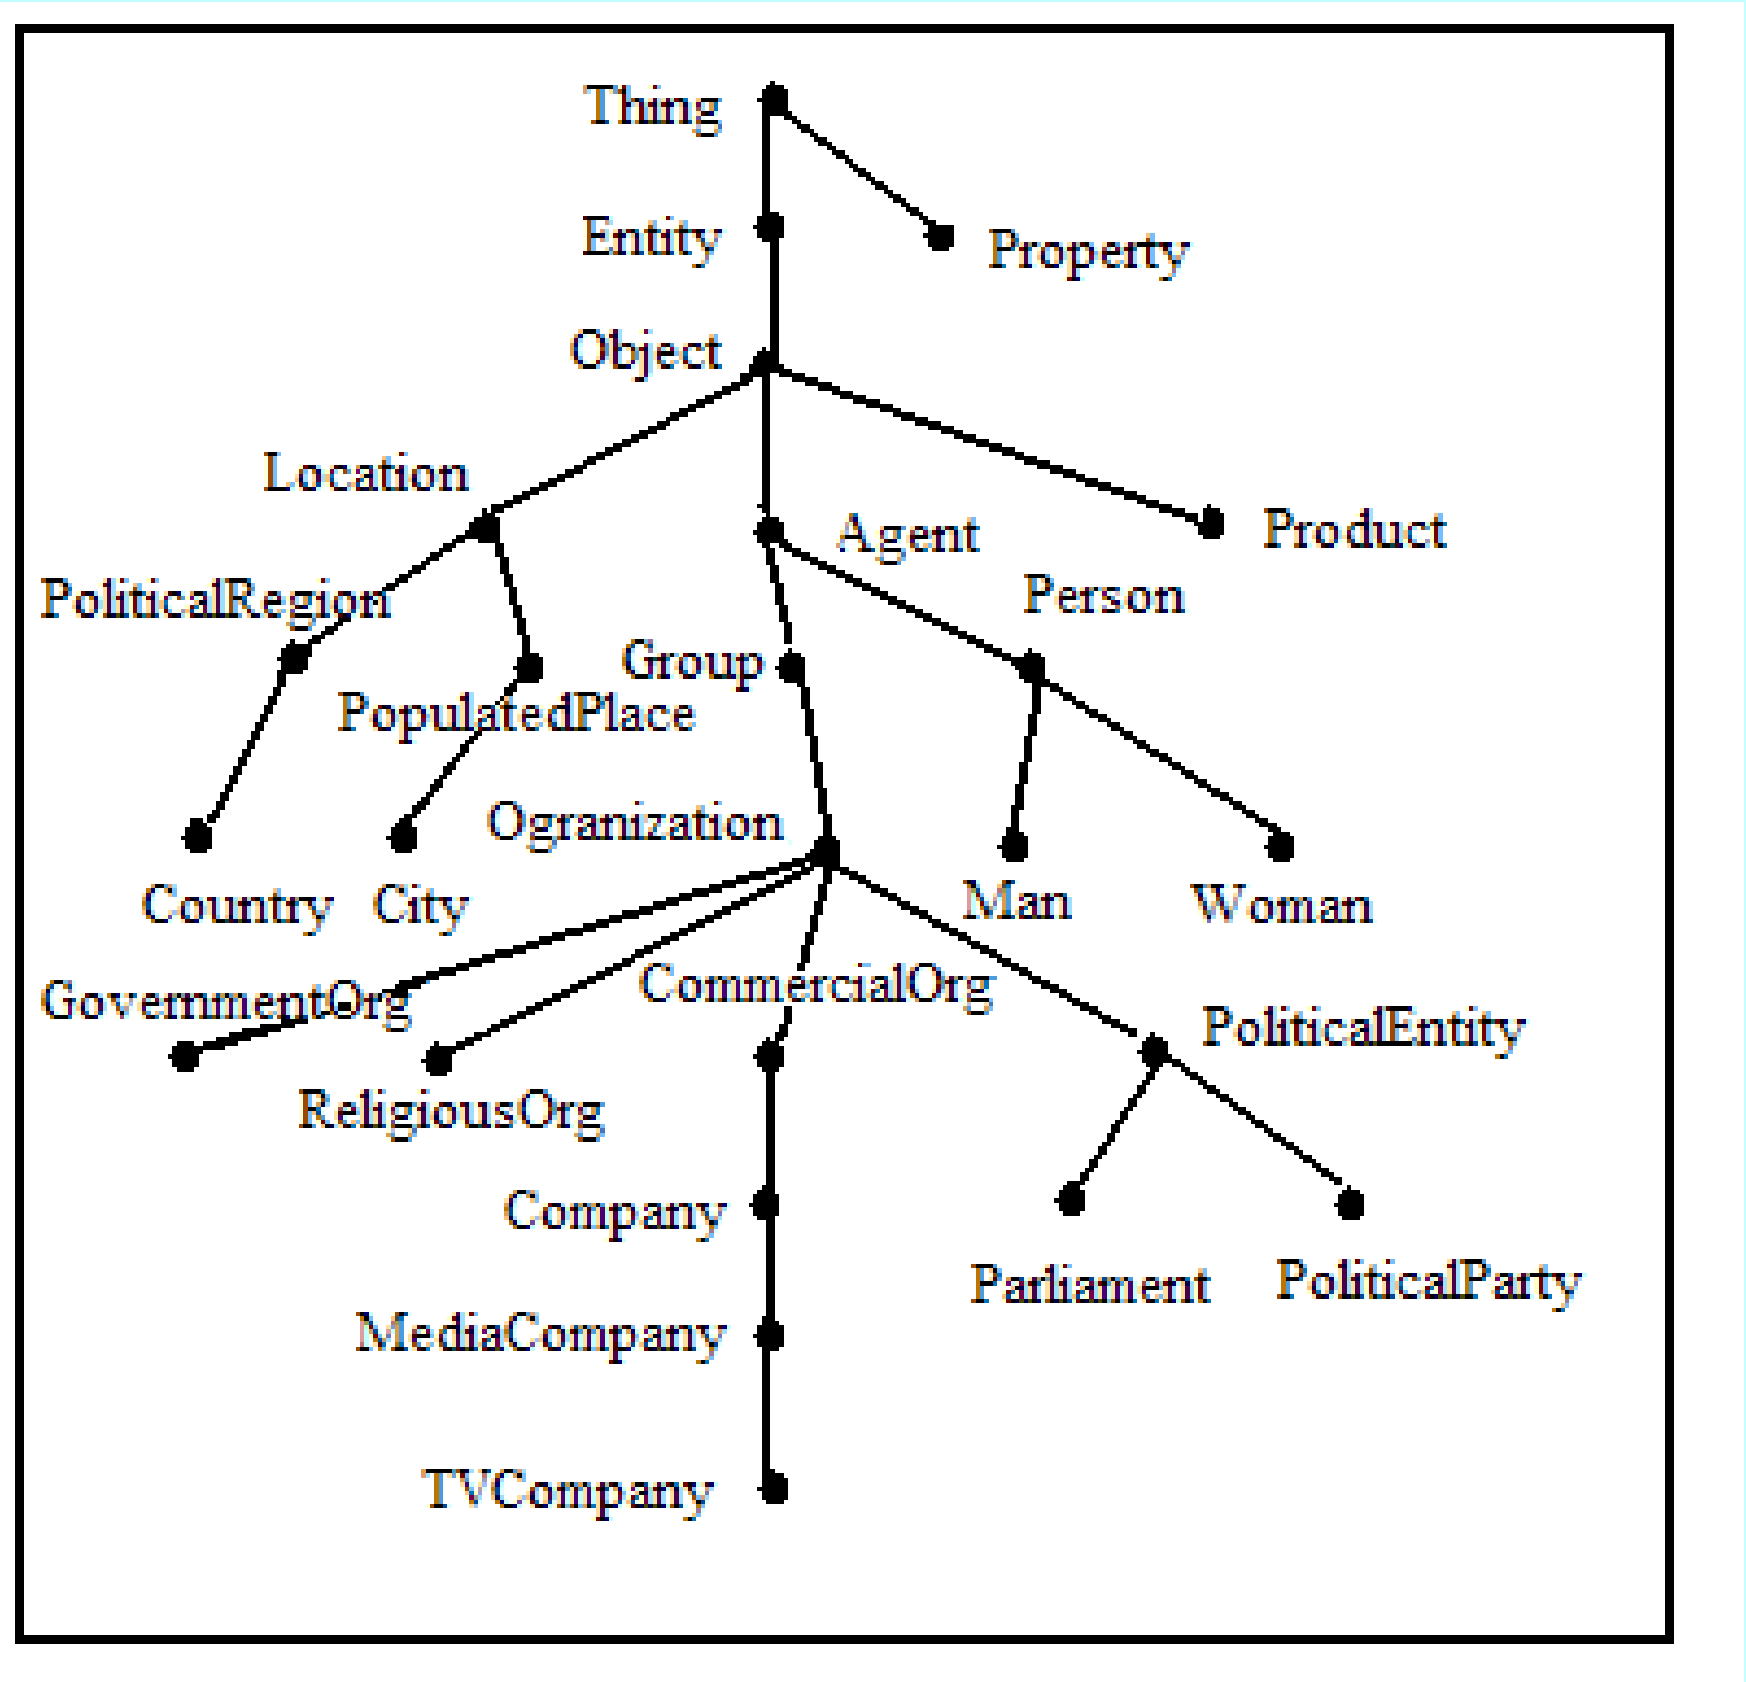 Thing
Entity
Property
Object
Location
Agent
Product
PoliticalRegion
Person
Group
PopulatedPlace
Ogranization
Country
City
Man
Woman
GovernmentOrg
CommercialOrg
PoliticalEntity
ReligiousOrg
Company
Parliament
PoliticalParty
MediaCompany
TVCompany